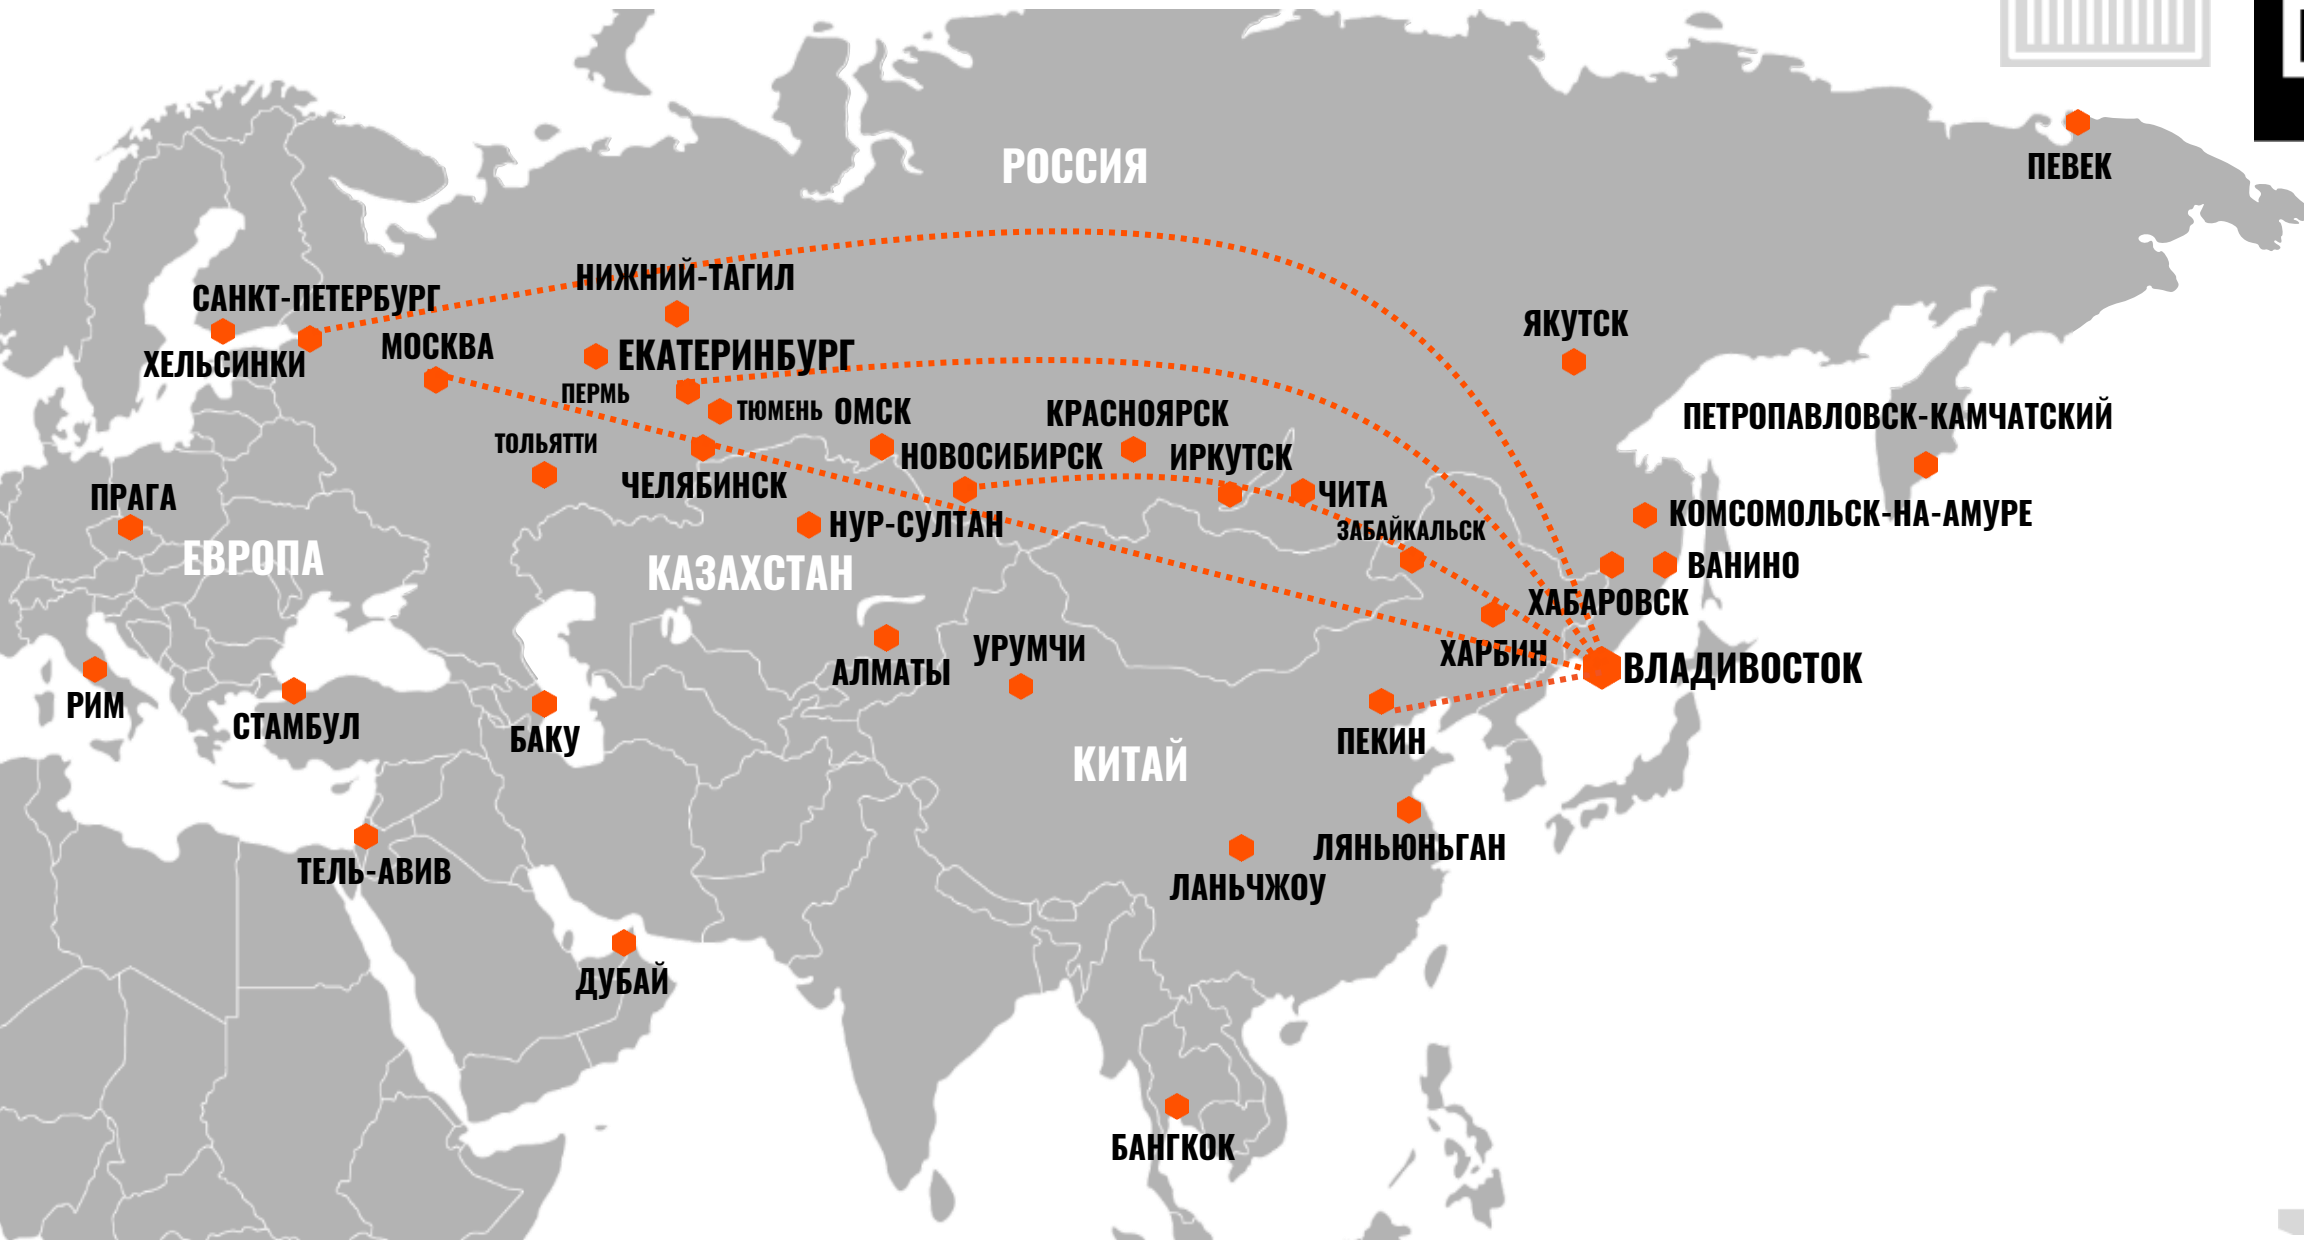 РОССИЯ
ПЕВЕК
НИЖНИЙ-ТАГИЛ
САНКТ-ПЕТЕРБУРГ
ЯКУТСК
МОСКВА
ЕКАТЕРИНБУРГ
ХЕЛЬСИНКИ
ПЕРМЬ
ТЮМЕНЬ
ОМСК
КРАСНОЯРСК
ПЕТРОПАВЛОВСК-КАМЧАТСКИЙ
ТОЛЬЯТТИ
НОВОСИБИРСК
ИРКУТСК
ЧЕЛЯБИНСК
ЧИТА
ПРАГА
КОМСОМОЛЬСК-НА-АМУРЕ
НУР-СУЛТАН
ЗАБАЙКАЛЬСК
ЕВРОПА
КАЗАХСТАН
ВАНИНО
ХАБАРОВСК
УРУМЧИ
ХАРБИН
АЛМАТЫ
ВЛАДИВОСТОК
РИМ
СТАМБУЛ
БАКУ
ПЕКИН
КИТАЙ
ЛЯНЬЮНЬГАН
ТЕЛЬ-АВИВ
ЛАНЬЧЖОУ
ДУБАЙ
БАНГКОК